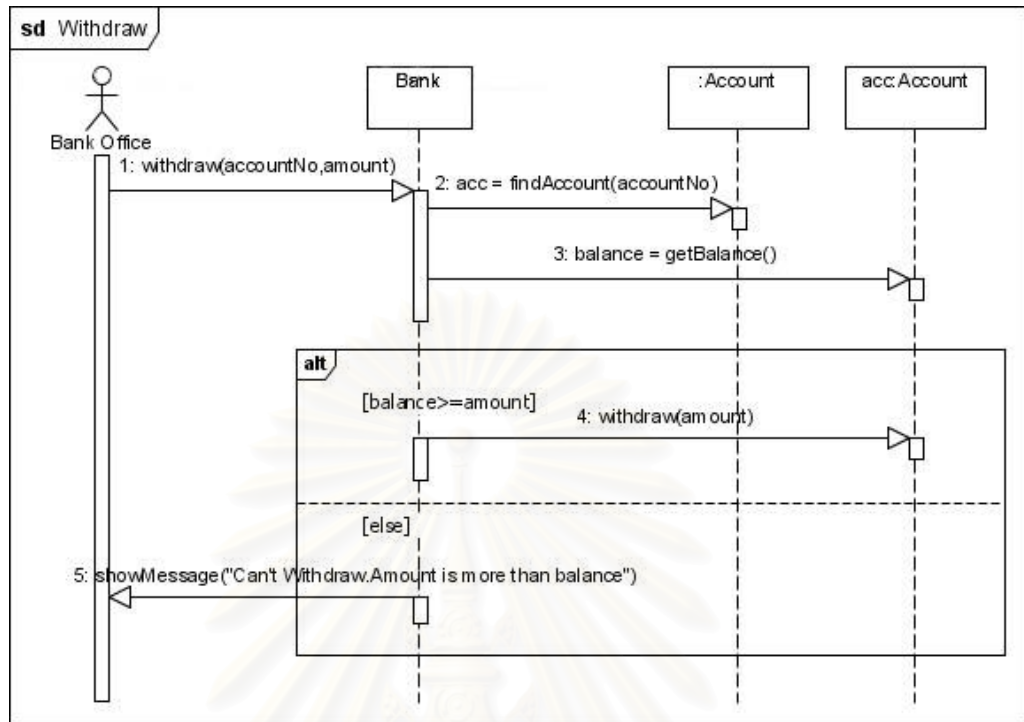 sd Withdraw
Bank
:Account
acc:Account
Bank Office
1: withdraw(accountNo,amount)
2: acc = findAccount(accountNo)
3: balance = getBalance()
alt
[balance>=amount]
4: withdraw(amount)
[else]
5: showMessage("Can't Withdraw.Amount is more than balance")